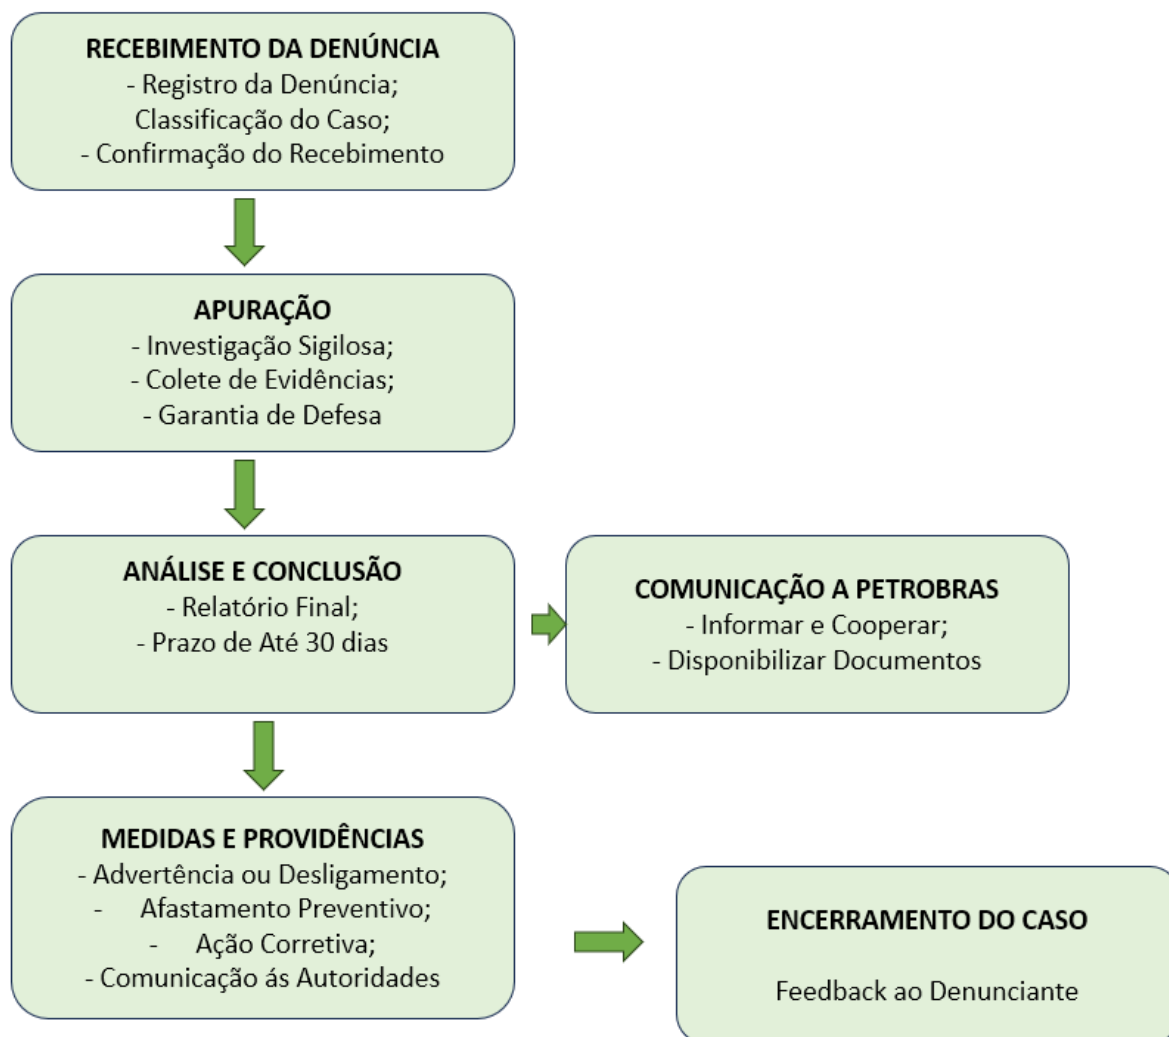 RECEBIMENTO DA DENÚNCIA
- Registro da Denúncia;
Classificação do Caso;
- Confirmação do Recebimento
APURAÇÃO
- Investigação Sigilosa;
- Colete de Evidências;
- Garantia de Defesa
ANÁLISE E CONCLUSÃO
- Relatório Final;
- Prazo de Até 30 dias
COMUNICAÇÃO A PETROBRAS
- Informar e Cooperar;
- Disponibilizar Documentos
MEDIDAS E PROVIDÊNCIAS
- Advertência ou Desligamento;
- Afastamento Preventivo;
- Ação Corretiva;
- Comunicação ás Autoridades
ENCERRAMENTO DO CASO
Feedback ao Denunciante